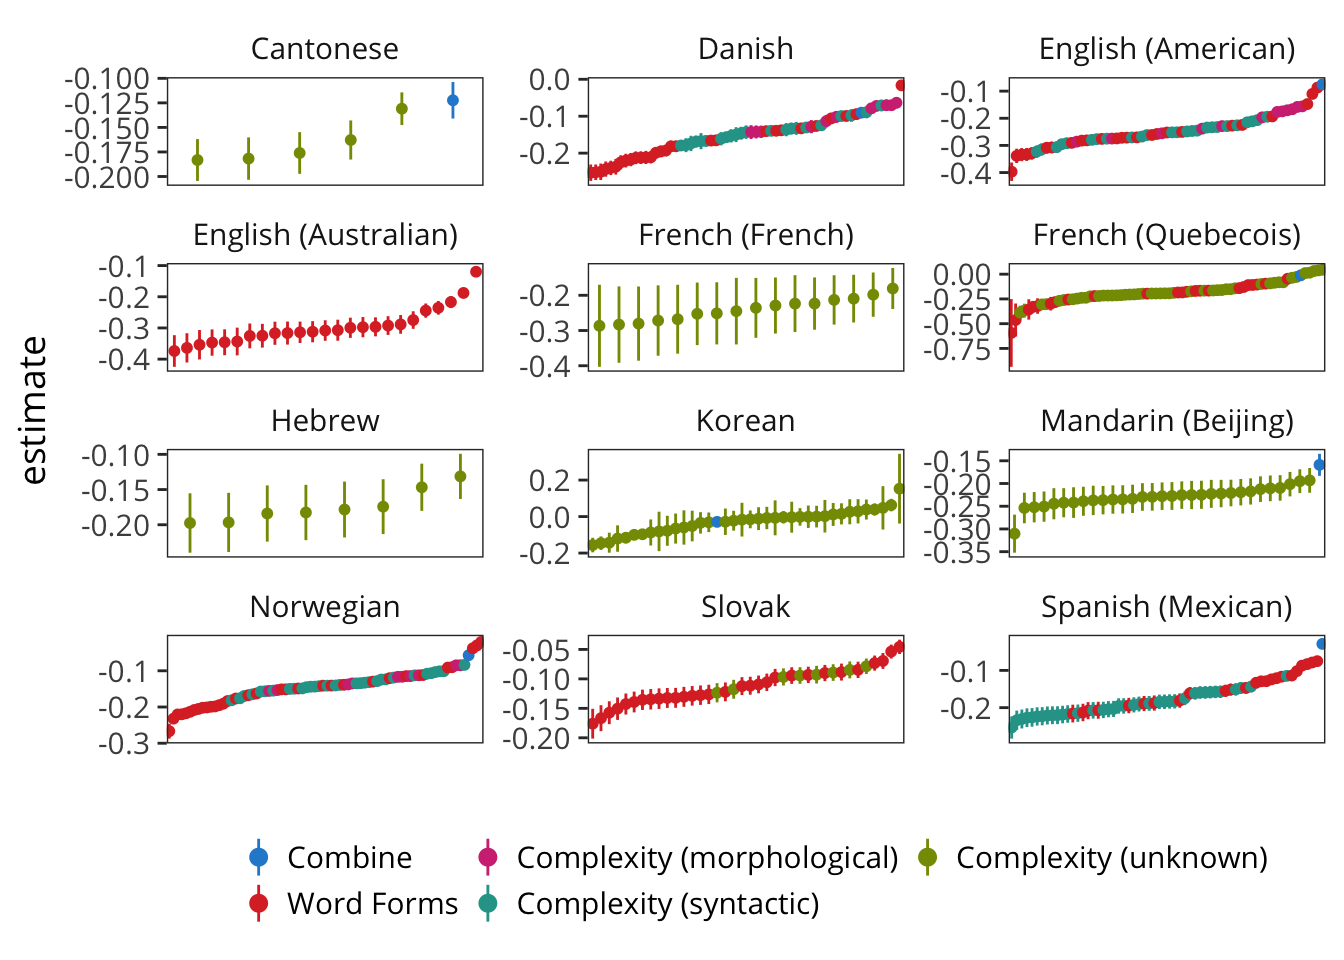 Cantonese
Danish
English (American)
-0.100
-0.125
-0.150
-0.175
-0.200
0.0
-0.1
-0.2
-0.1
-0.2
-0.3
-0.4
English (Australian)
French (French)
French (Quebecois)
-0.1
-0.2
-0.3
-0.4
-0.2
-0.3
-0.4
0.00
-0.25
-0.50
-0.75
estimate
Hebrew
Korean
Mandarin (Beijing)
-0.10
-0.15
-0.20
0.2
0.0
-0.2
-0.15
-0.20
-0.25
-0.30
-0.35
Norwegian
Slovak
Spanish (Mexican)
-0.1
-0.2
-0.3
-0.05
-0.10
-0.15
-0.20
-0.1
-0.2
Combine
Complexity (morphological)
Complexity (unknown)
Word Forms
Complexity (syntactic)